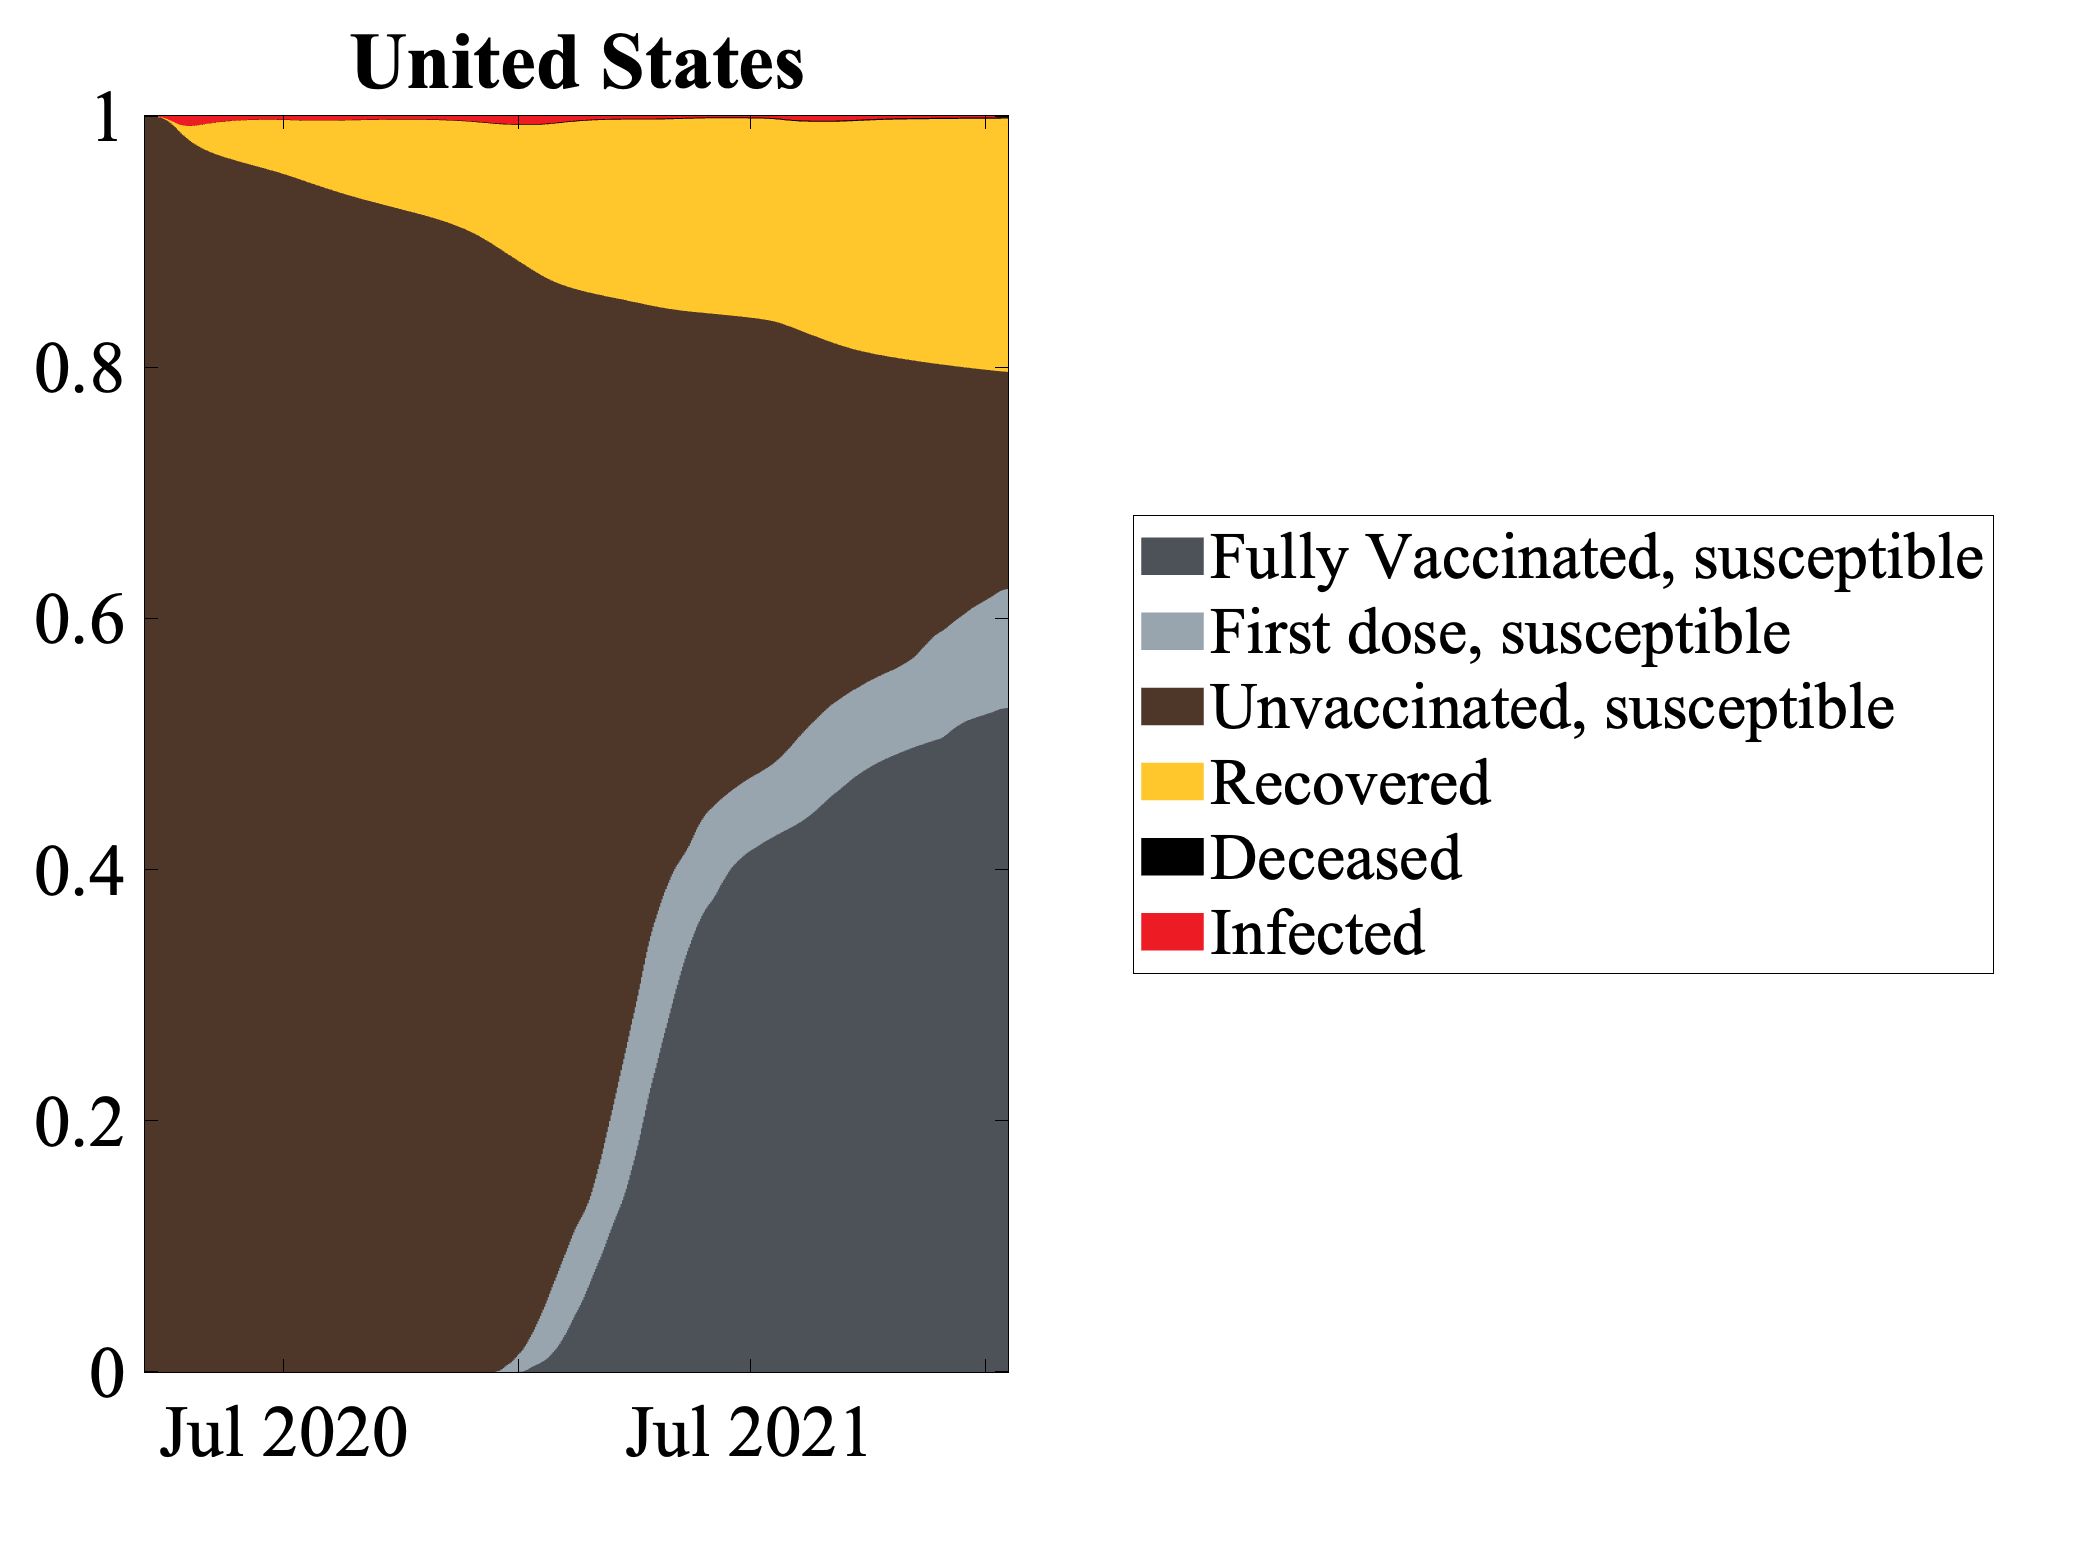 United States
1
0.8
0.6
0.4
0.2
0
Jul 2020
Jul 2021
Fully Vaccinated, susceptible
First dose, susceptible
Unvaccinated, susceptible
Recovered
Deceased
Infected